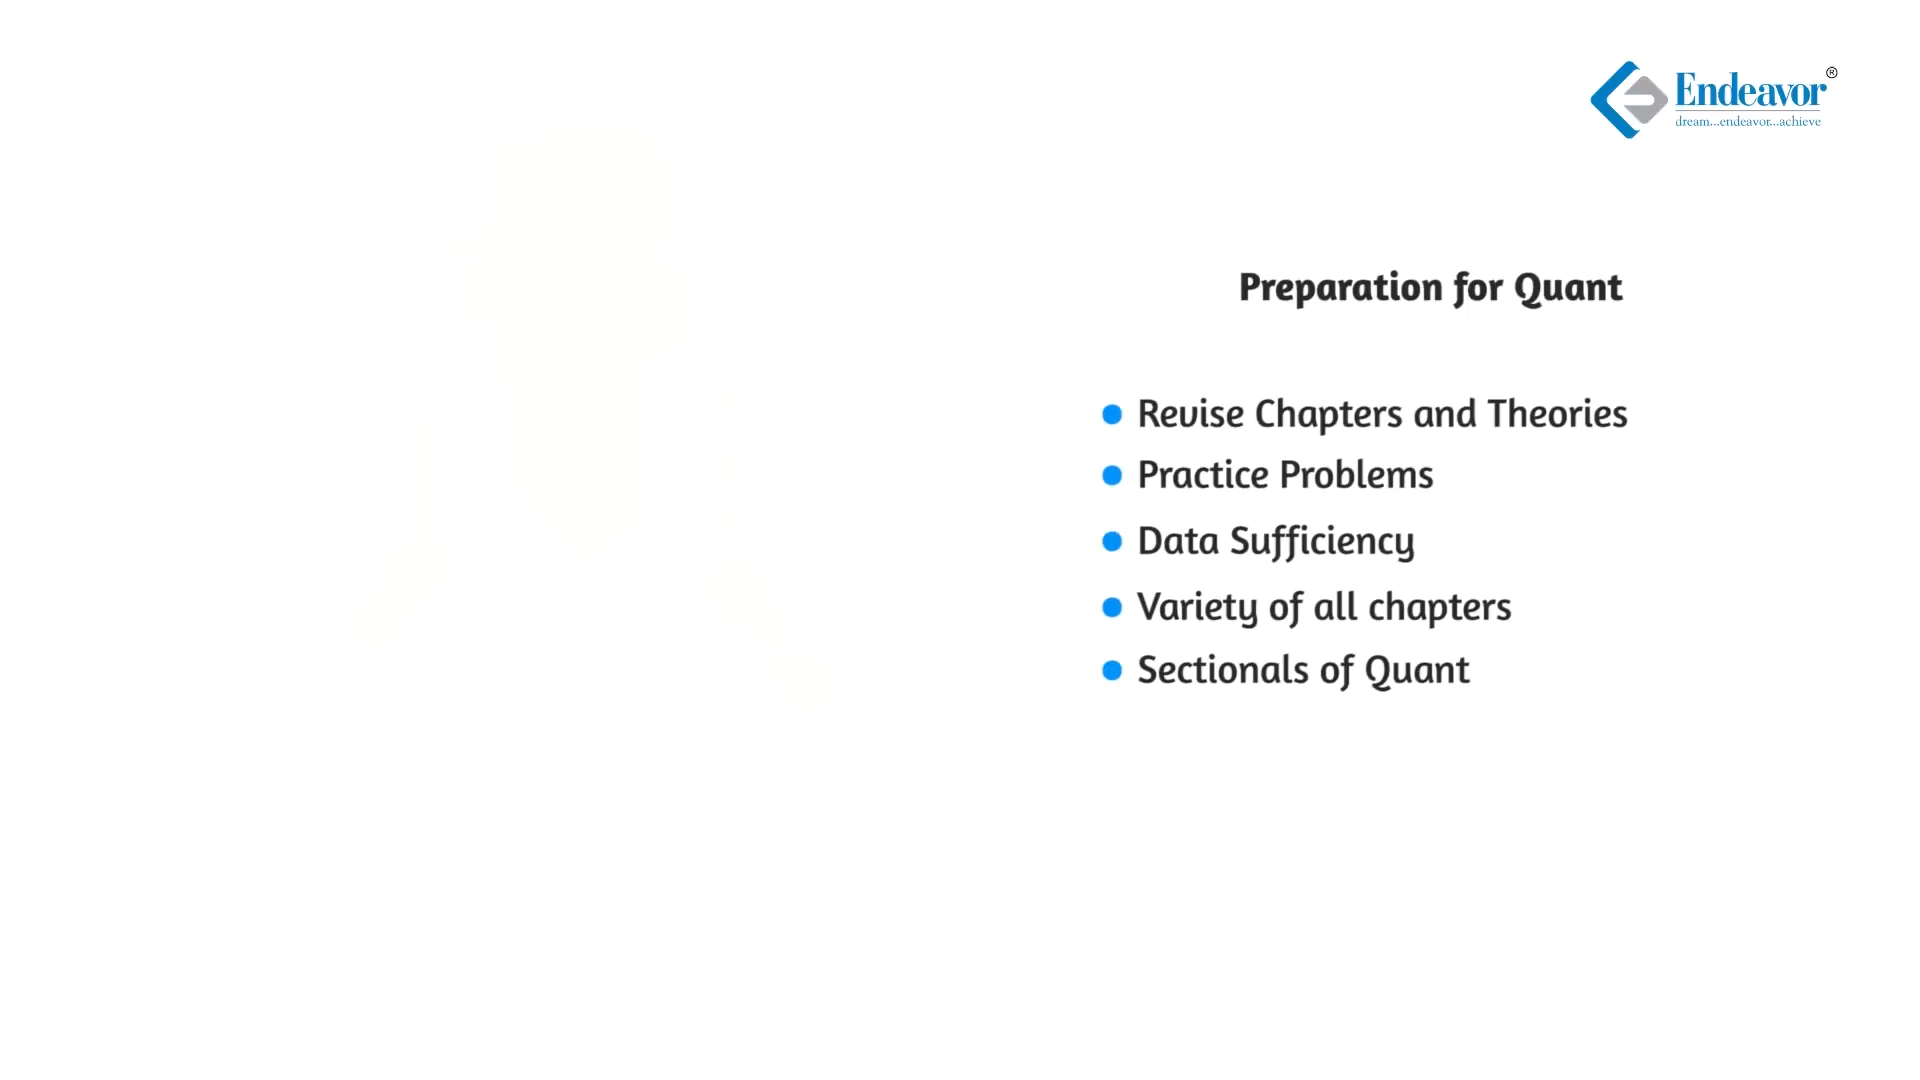 Endeavor®
dream...endeavor...achieve
Preparation for Quant
Revise Chapters and Theories
Practice Problems
Data Sufficiency
Variety of all chapters
Sectionals of Quant